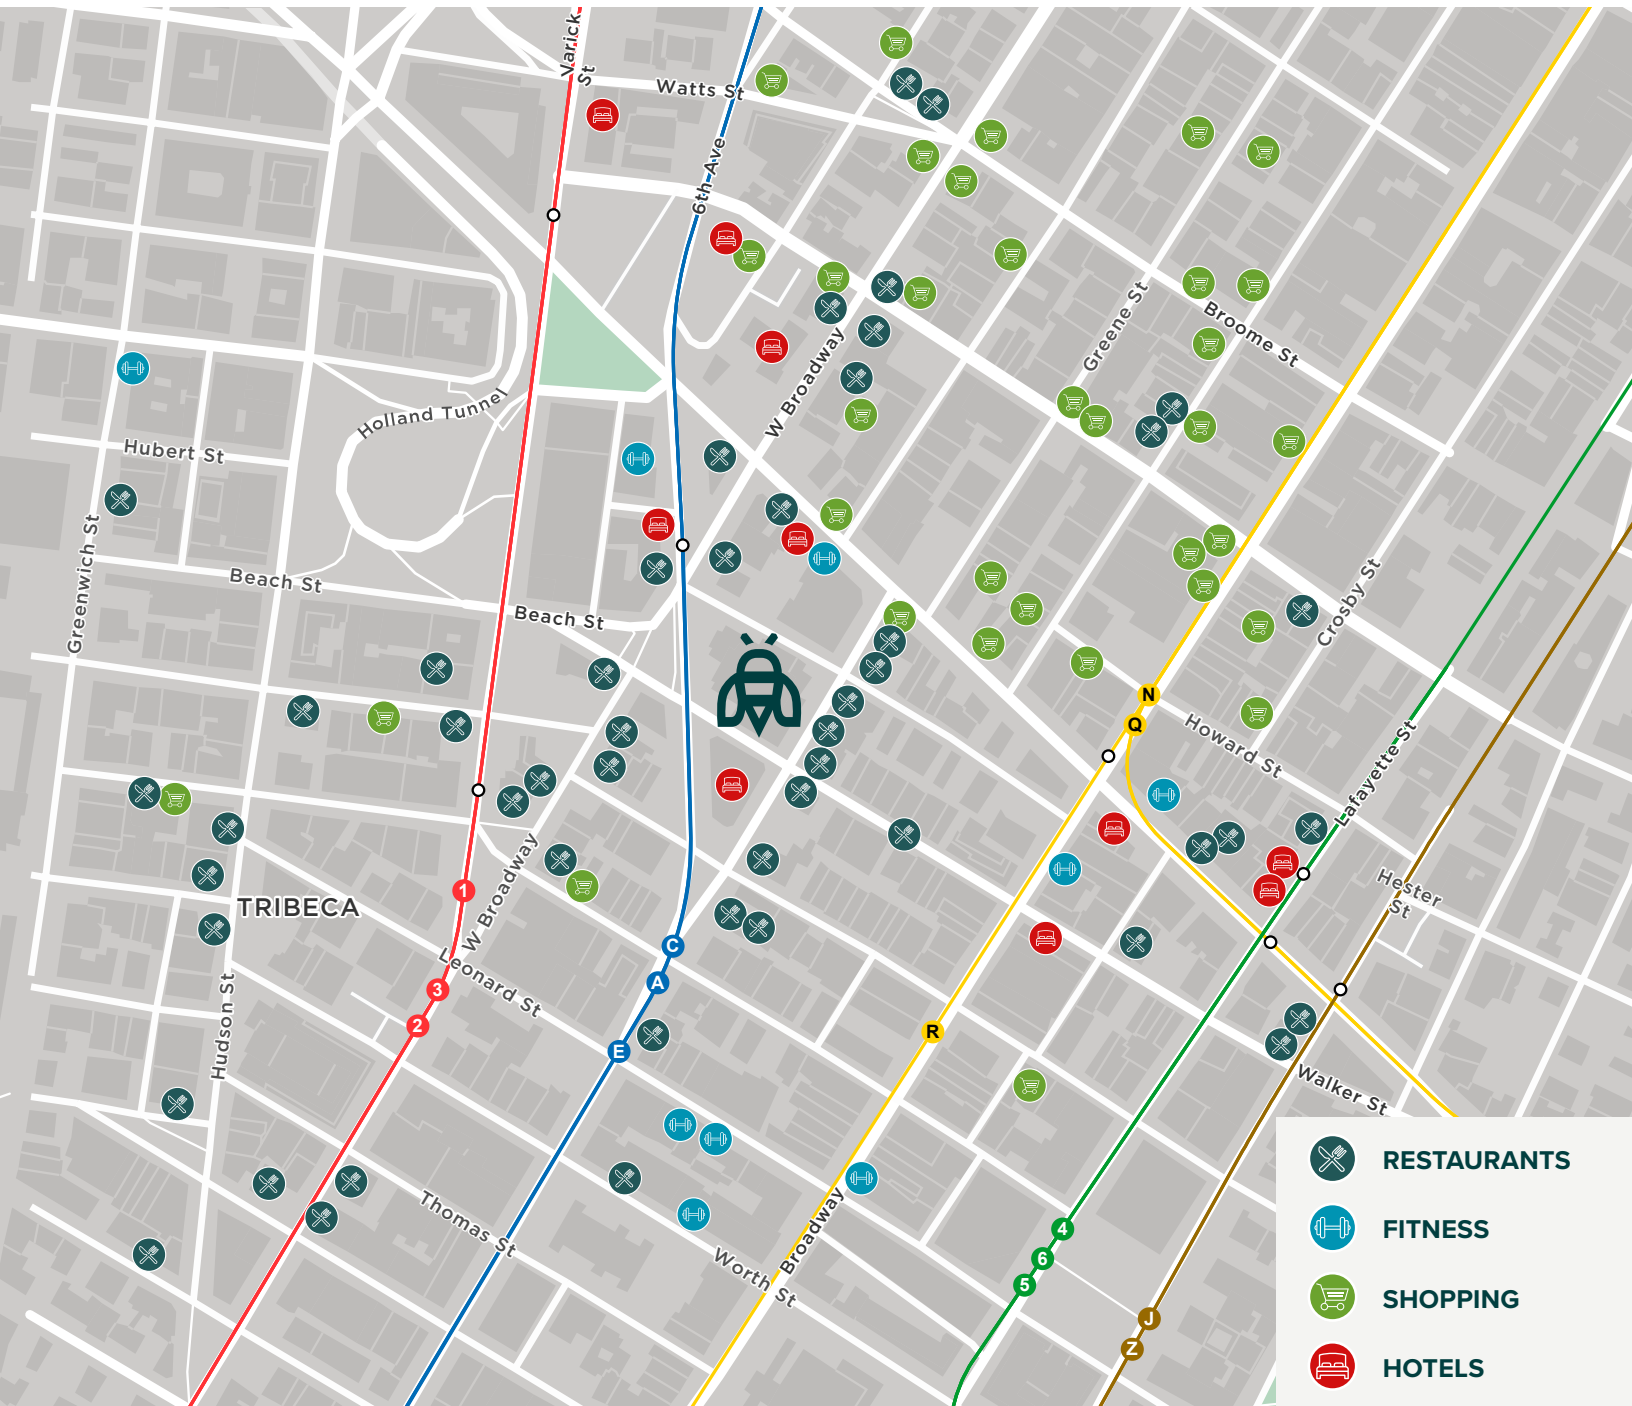 Varick
St
Watts St
6th Ave
Greene St
Broome St
W Broadway
Holland Tunnel
Hubert St
Greenwich St
Beach St
Beach St
Crosby St
N
Q
Howard St
Lafayette St
W Broadway
1
Hester
St
TRIBECA
C
Leonard St
A
3
2
Hudson St
R
E
Walker St
RESTAURANTS
Thomas St
Broadway
4
FITNESS
Worth St
6
5
SHOPPING
J
Z
HOTELS